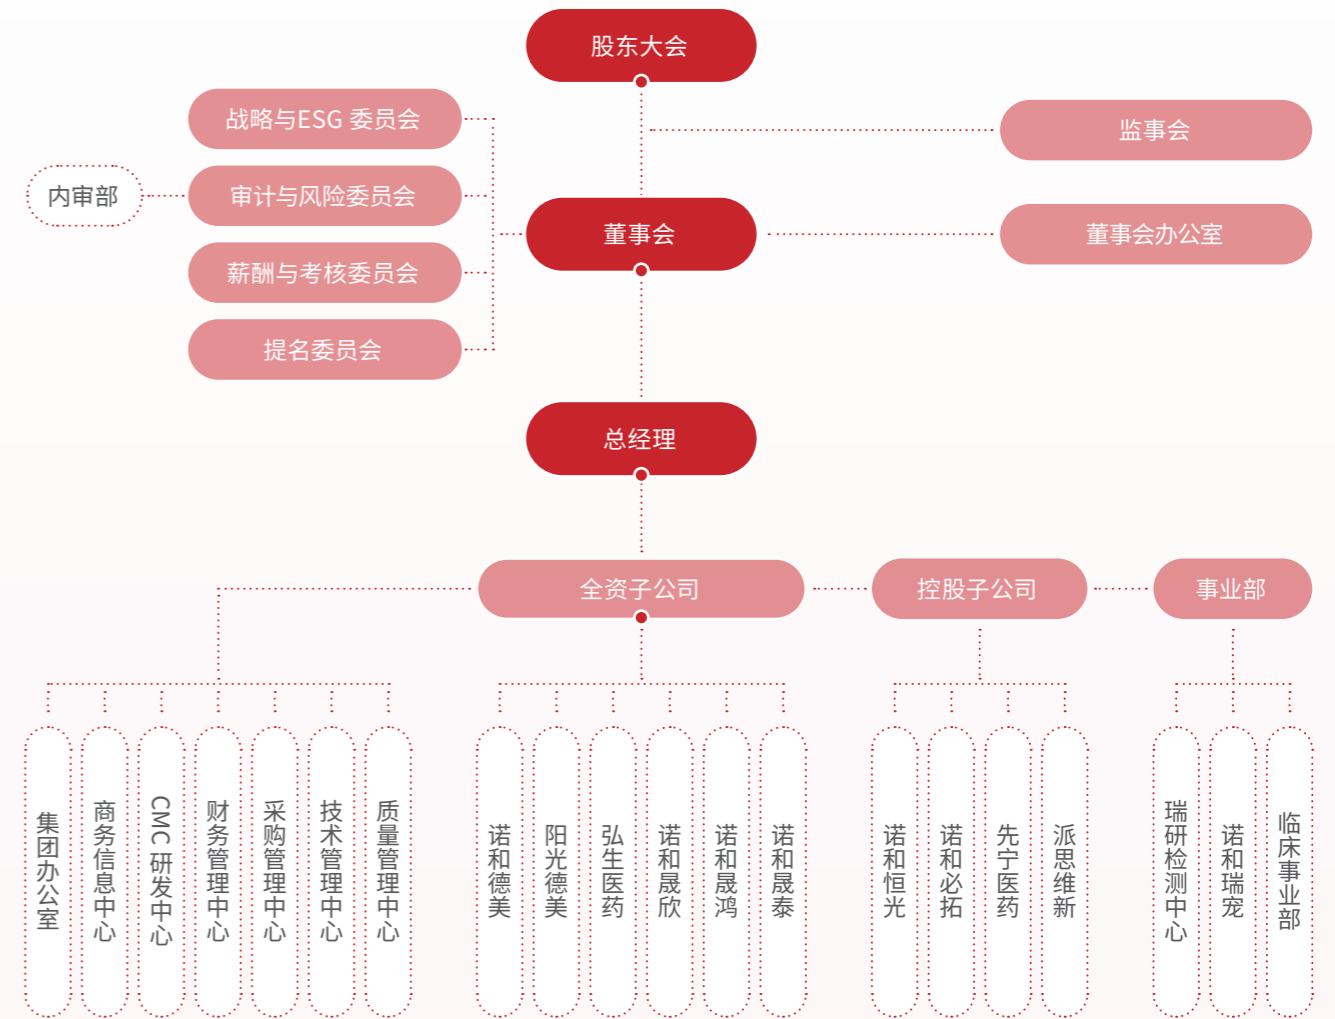 股东大会
战略与ESG 委员会
监事会
内审部
审计与风险委员会
董事会
董事会办公室
薪酬与考核委员会
提名委员会
总经理
全资子公司
控股子公司
事业部
集团办公室
商务信息中心
CMC 研发中心
财务管理中心
采购管理中心
技术管理中心
质量管理中心
诺和德美
阳光德美
弘生医药
诺和晟欣
诺和晟鸿
诺和晟泰
诺和恒光
诺和必拓
先宁医药
派思维新
瑞研检测中心
诺和瑞宠
临床事业部